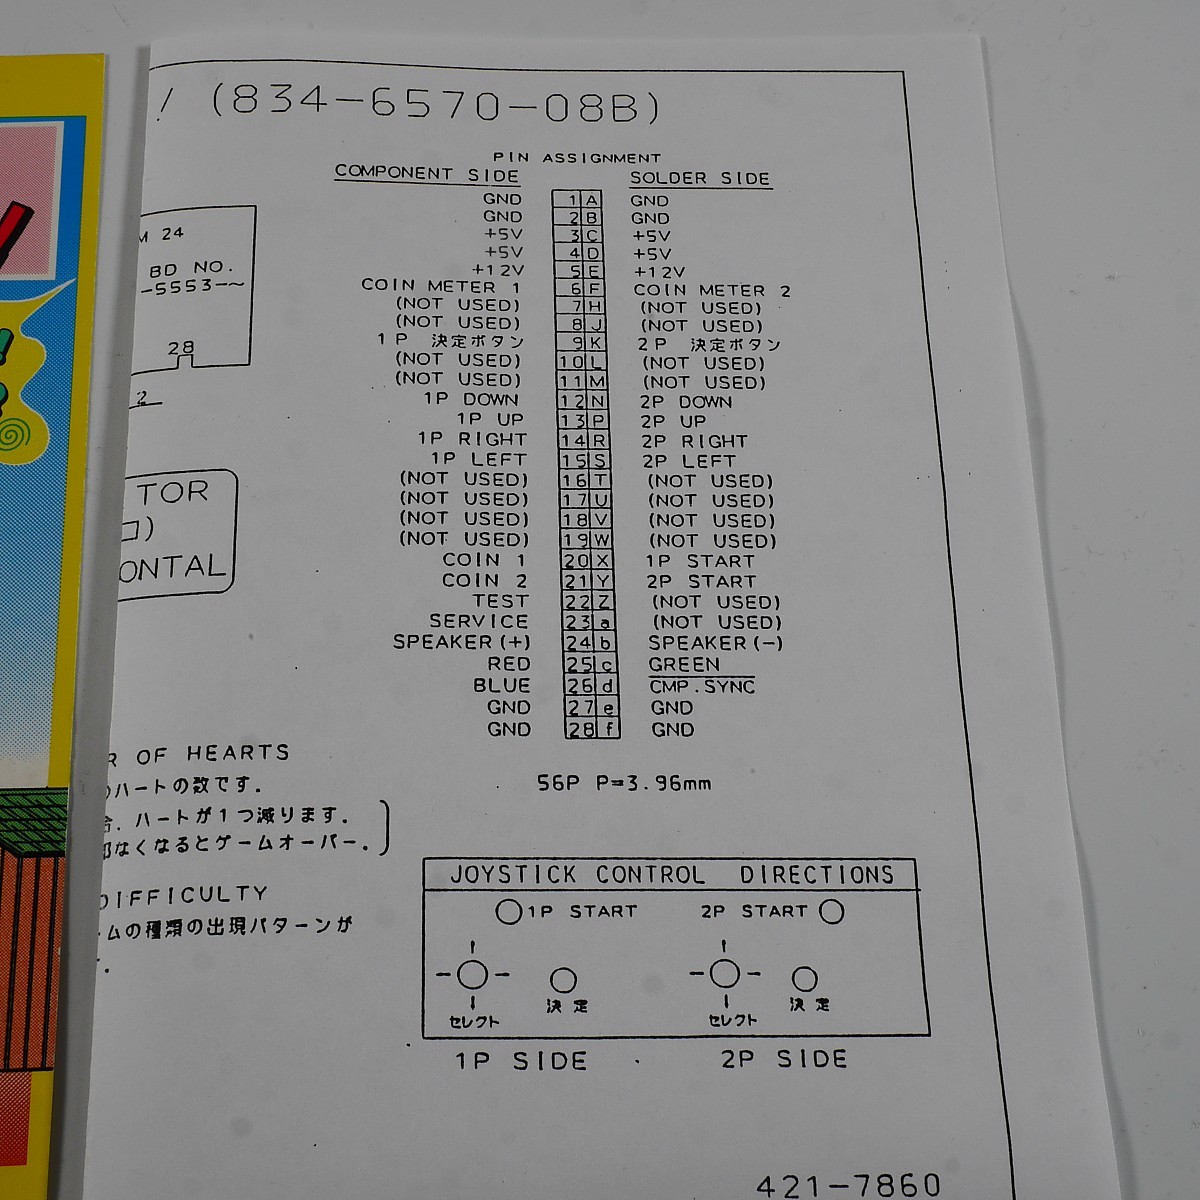 (834-6570-08B)
PIN ASSIGNMENT
COMPONENT SIDE SOLDER SIDE
GND 1 A GND
GND 2 B GND
+5V 3 C +5V
+5V 4 D +5V
+12V 5 E +12V
COIN METER 1 6 F COIN METER 2
(NOT USED) 7 H (NOT USED)
(NOT USED) 8 J (NOT USED)
1P 決定ボタン 9 K 2P 決定ボタン
(NOT USED) 10 L (NOT USED)
(NOT USED) 11 M (NOT USED)
1P DOWN 12 N 2P DOWN
1P UP 13 P 2P UP
1P RIGHT 14 R 2P RIGHT
1P LEFT 15 S 2P LEFT
(NOT USED) 16 T (NOT USED)
(NOT USED) 17 U (NOT USED)
(NOT USED) 18 V (NOT USED)
(NOT USED) 19 W (NOT USED)
COIN 1 20 X 1P START
COIN 2 21 Y 2P START
TEST 22 Z (NOT USED)
SERVICE 23 a (NOT USED)
SPEAKER (+) 24 b SPEAKER (-)
RED 25 c GREEN
BLUE 26 d CMP.SYNC
GND 27 e GND
GND 28 f GND
56P P=3.96mm
M 24
BD NO.
-5553-~
28
2
TOR
ロ)
ONTAL
R OF HEARTS
ハートの数です.
ハートが1つ減ります.
なくなるとゲームオーバー.
DIFFICULTY
ムの種類の出現パターンが
JOYSTICK CONTROL DIRECTIONS
1P START 2P START
決定 決定
セレクト セレクト
1P SIDE 2P SIDE
421-7860